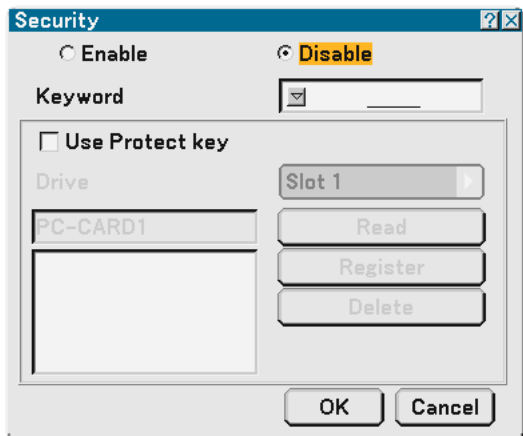 Security ? X
Enable Disable
Keyword
Use Protect key
Drive Slot 1
PC-CARD1 Read
Register
Delete
OK Cancel